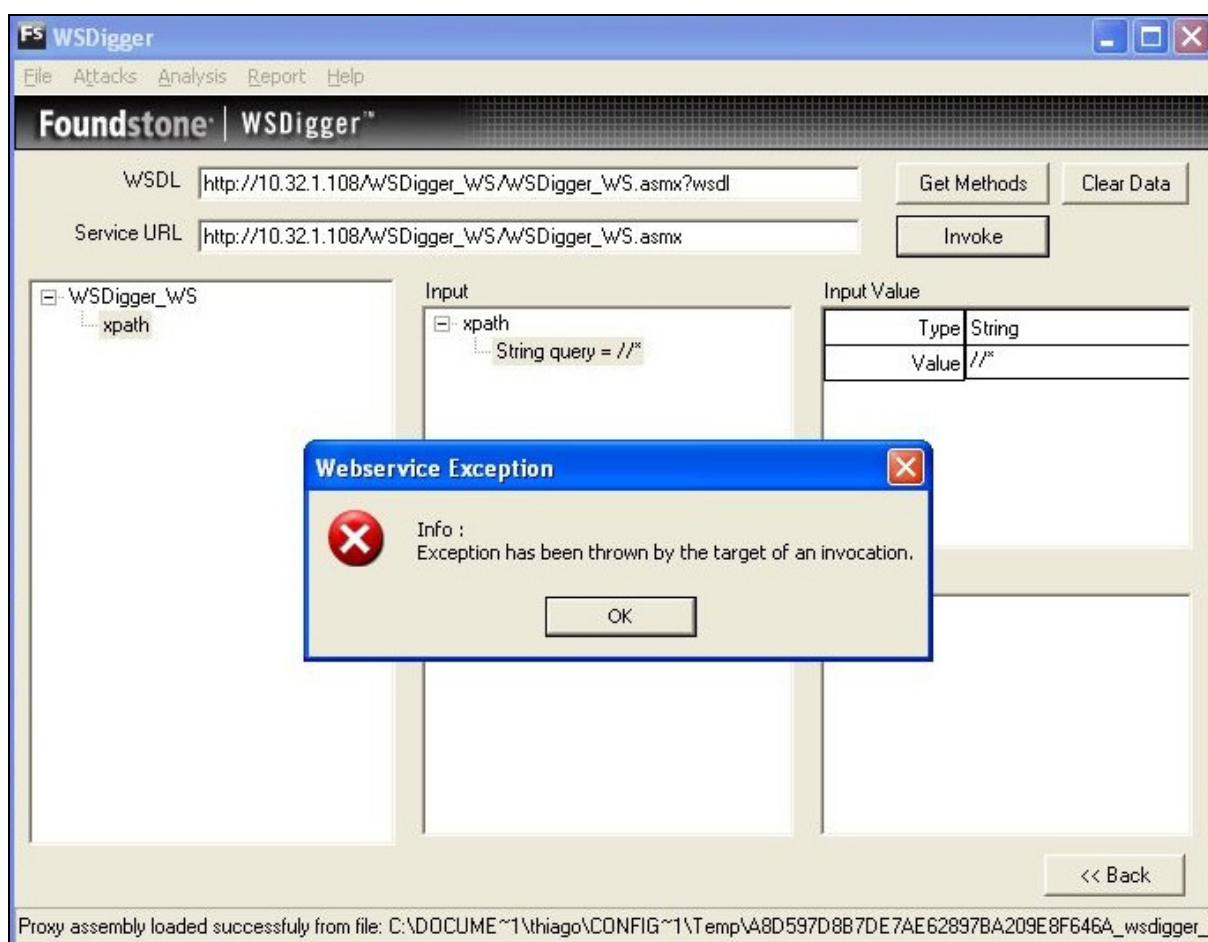 FS WSDigger
File Attacks Analysis Report Help
Foundstone | WSDigger™
WSDL http://10.32.1.108/WSDigger_WS/WSDigger_WS.asmx?wsdl Get Methods Clear Data
Service URL http://10.32.1.108/WSDigger_WS/WSDigger_WS.asmx Invoke
WSDigger_WS
xpath
Input
xpath
String query = //*
Input Value
Type String
Value //*
Webservice Exception
Info :
Exception has been thrown by the target of an invocation.
OK
<< Back
Proxy assembly loaded successfuly from file: C:\DOCUME~1\thiago\CONFIG~1\Temp\A8D597D8B7DE7AE62897BA209E8F646A_wsdigger_